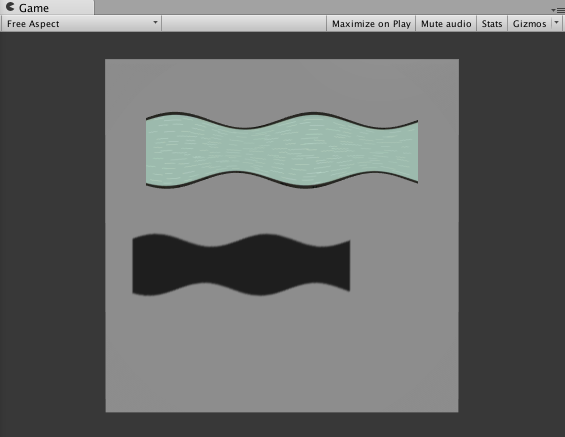 Game
Free Aspect
Maximize on Play Mute audio Stats Gizmos